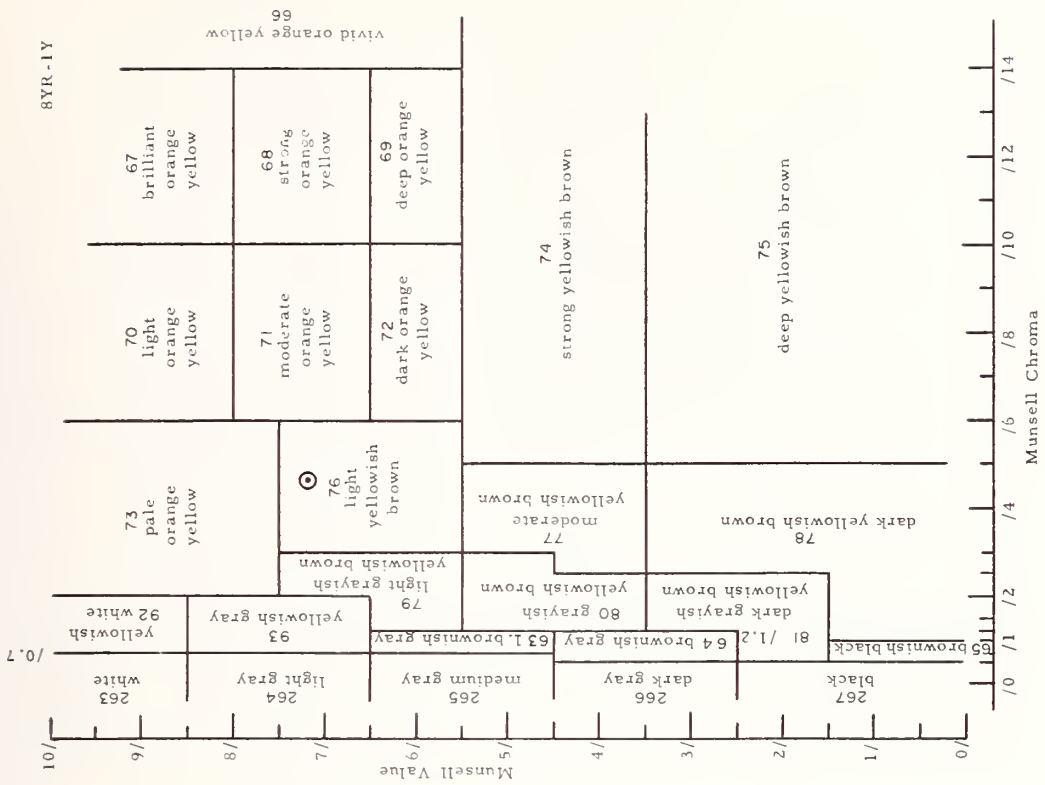 8YR-1Y
66
vivid orange yellow
67
brilliant
orange
yellow
68
strong
orange
yellow
69
deep orange
yellow
70
light
orange
yellow
71
moderate
orange
yellow
72
dark orange
yellow
73
pale
orange
yellow
74
strong yellowish brown
75
deep yellowish brown
76
light
yellowish
brown
77
moderate
yellowish brown
78
dark yellowish brown
79
light grayish
yellowish brown
80 grayish
yellowish brown
81 /1.2
dark grayish
yellowish brown
92 white
yellowish
93
yellowish gray
63 l. brownish gray
64 brownish gray
65 brownish black
263
white
264
light gray
265
medium gray
266
dark gray
267
black
/0.7
10/
9/
8/
7/
6/
5/
4/
3/
2/
1/
0/
Munsell Value
/0
/1
/2
/4
/6
/8
/10
/12
/14
Munsell Chroma